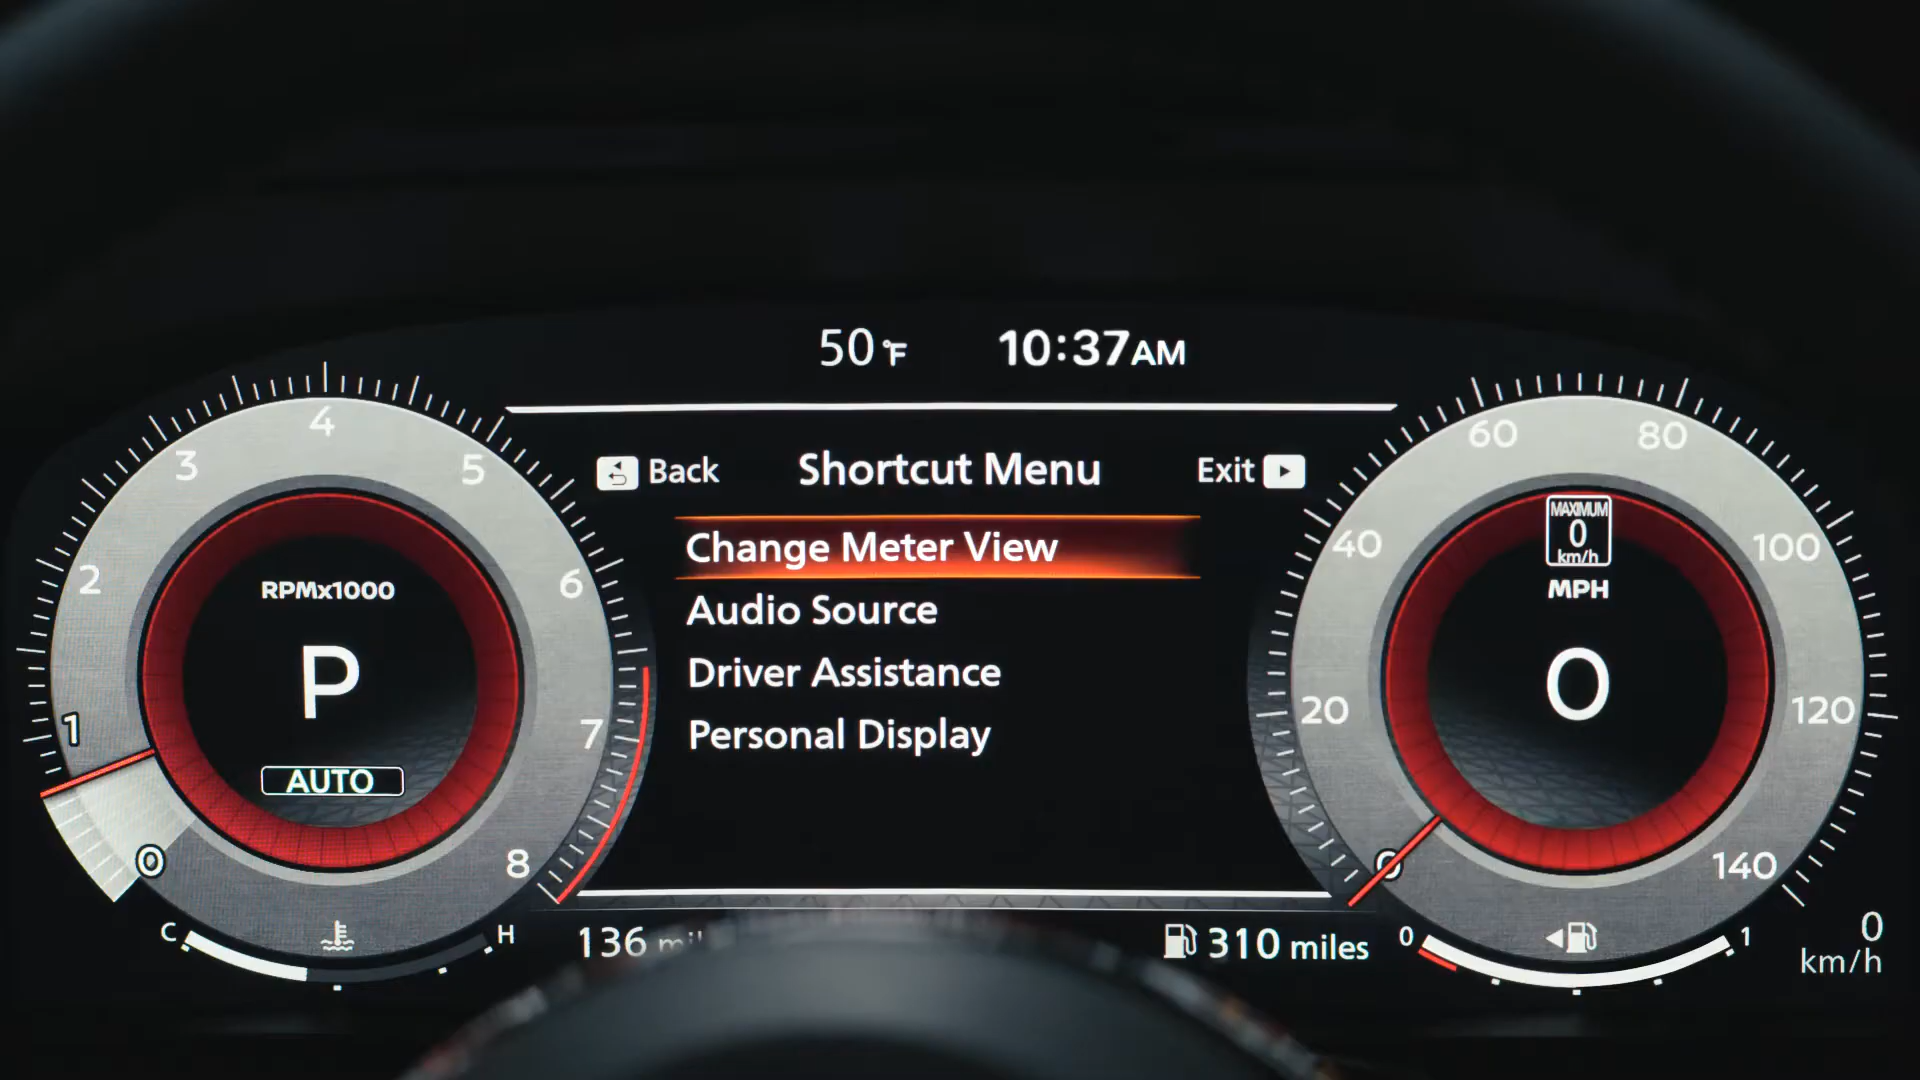 50 °F 10:37AM
Back Shortcut Menu Exit
Change Meter View
Audio Source
Driver Assistance
Personal Display
136
310 miles
0 1 2 3 4 5 6 7 8
RPMx1000
P
AUTO
C H
0 20 40 60 80 100 120 140
MAXIMUM
0
km/h
MPH
0
0 1
0
km/h